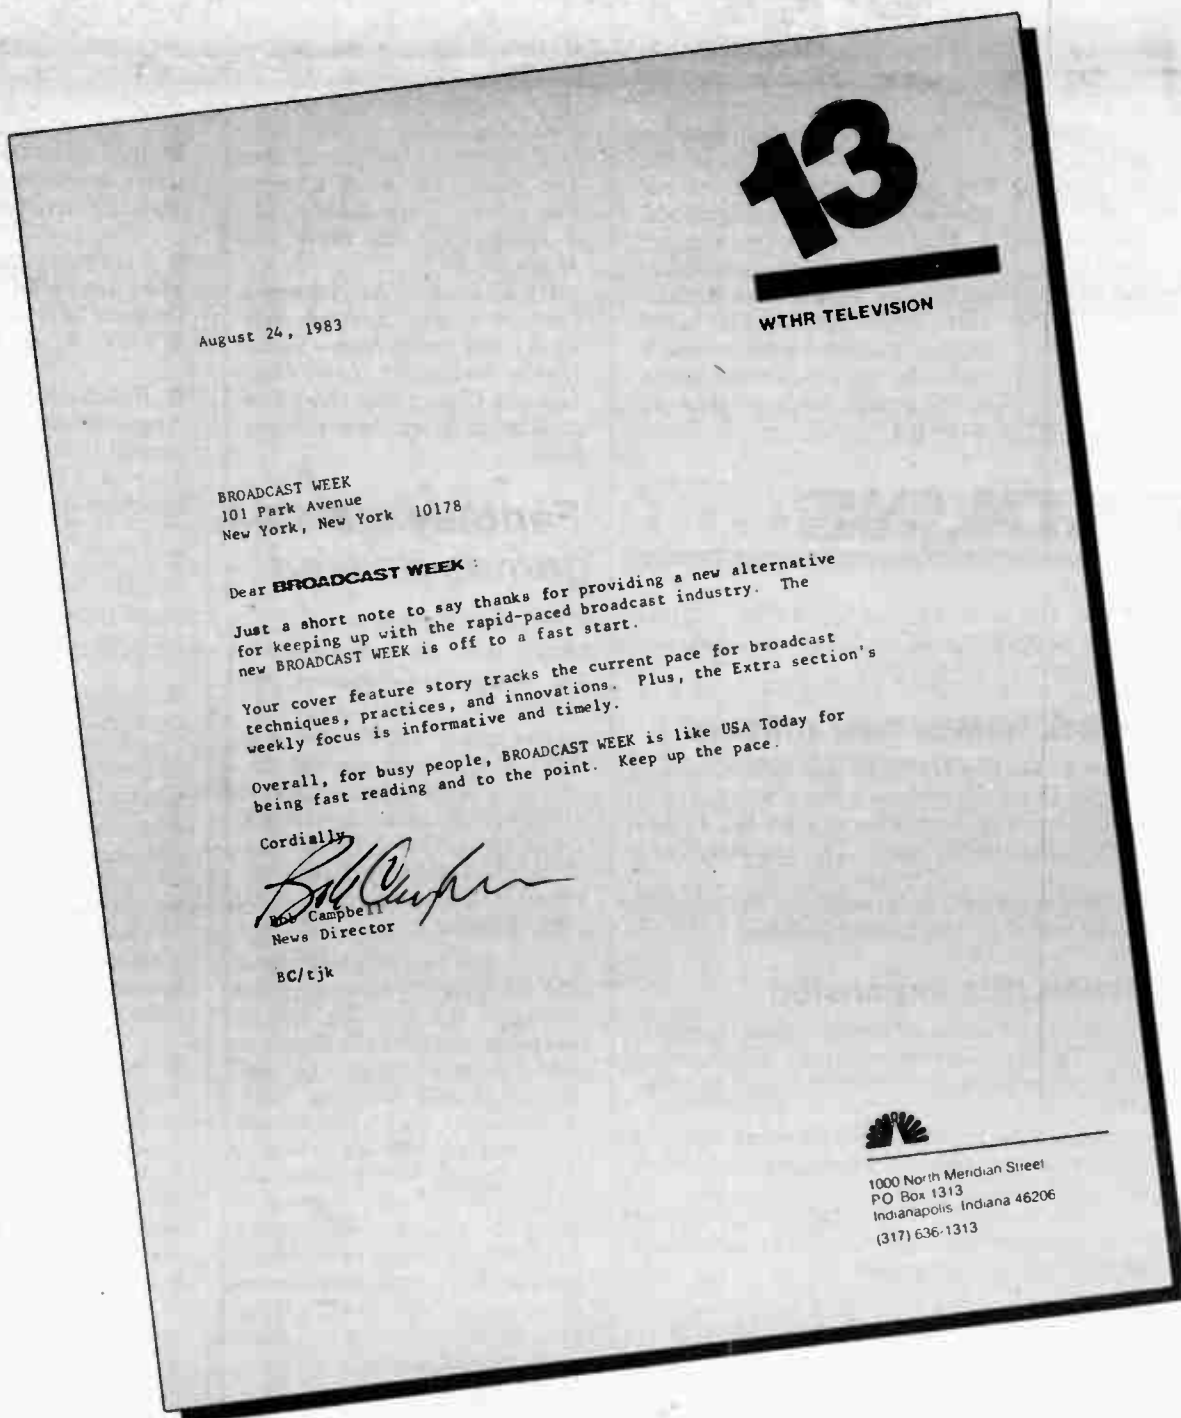 13
WTHR TELEVISION
August 24, 1983
BROADCAST WEEK
101 Park Avenue
New York, New York 10178
Dear BROADCAST WEEK :
Just a short note to say thanks for providing a new alternative
for keeping up with the rapid-paced broadcast industry. The
new BROADCAST WEEK is off to a fast start.
Your cover feature story tracks the current pace for broadcast
techniques, practices, and innovations. Plus, the Extra section's
weekly focus is informative and timely.
Overall, for busy people, BROADCAST WEEK is like USA Today for
being fast reading and to the point. Keep up the pace.
Cordially
Bob Campbell
News Director
BC/tjk
1000 North Meridian Street
PO Box 1313
Indianapolis Indiana 46206
(317) 636-1313